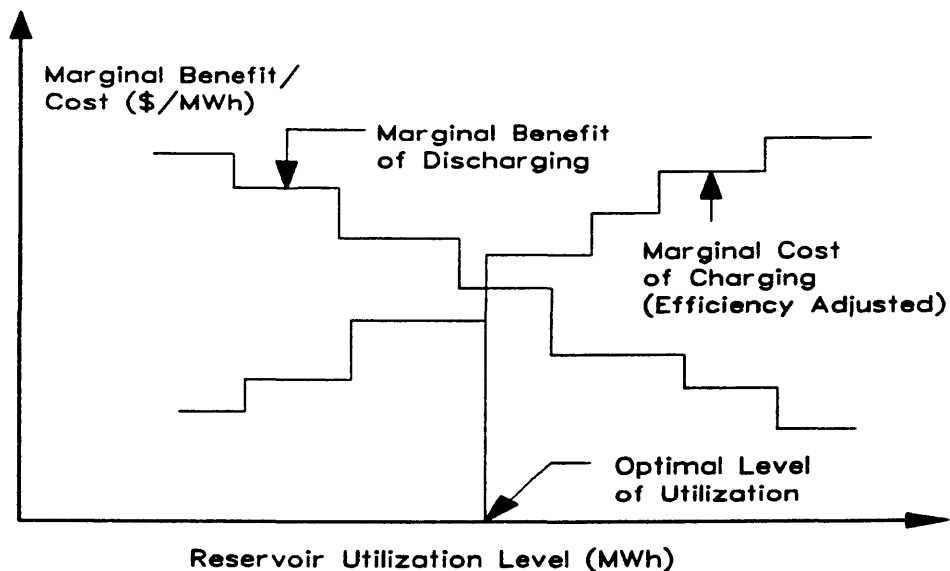 Marginal Benefit/
Cost ($/MWh)
Marginal Benefit
of Discharging
Marginal Cost
of Charging
(Efficiency Adjusted)
Optimal Level
of Utilization
Reservoir Utilization Level (MWh)